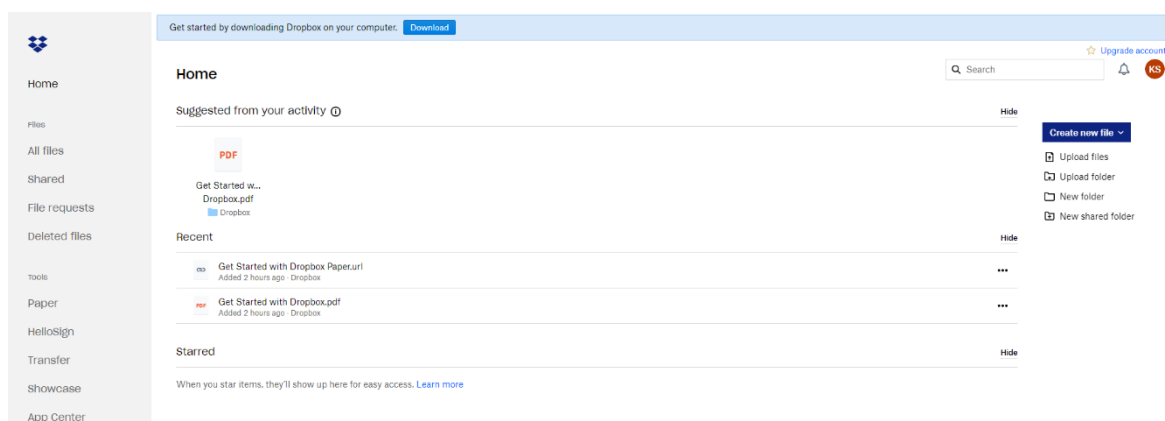 Get started by downloading Dropbox on your computer. Download
Upgrade account
Home
Search
KS
Home
Files
All files
Shared
File requests
Deleted files
Tools
Paper
HelloSign
Transfer
Showcase
App Center
Suggested from your activity
Hide
PDF
Get Started w...
Dropbox.pdf
Dropbox
Recent
Hide
Get Started with Dropbox Paper.url
Added 2 hours ago · Dropbox
PDF
Get Started with Dropbox.pdf
Added 2 hours ago · Dropbox
Starred
Hide
When you star items, they'll show up here for easy access. Learn more
Create new file
Upload files
Upload folder
New folder
New shared folder